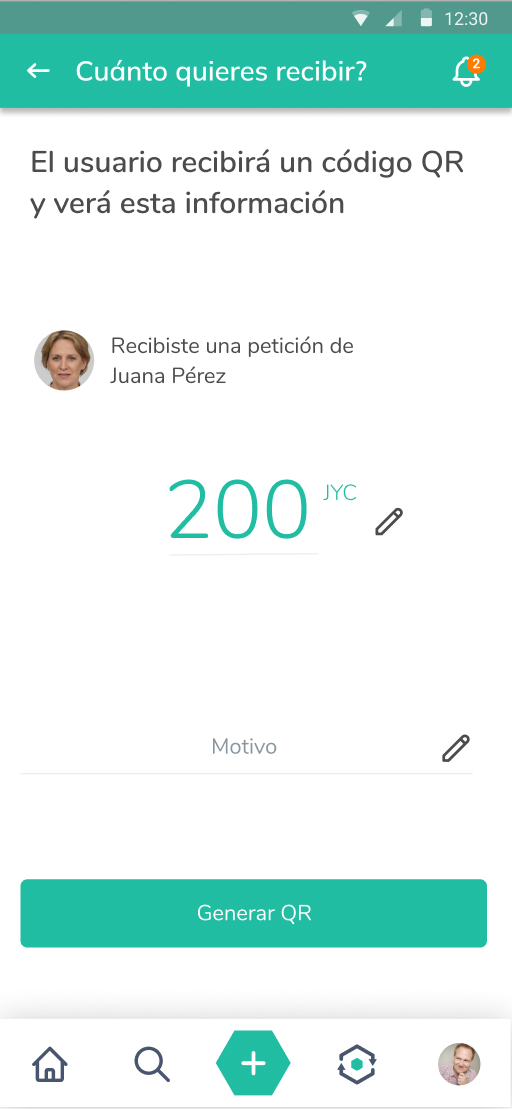 12:30
Cuánto quieres recibir?
2
El usuario recibirá un código QR
y verá esta información
Recibiste una petición de
Juana Pérez
200 JYC
Motivo
Generar QR